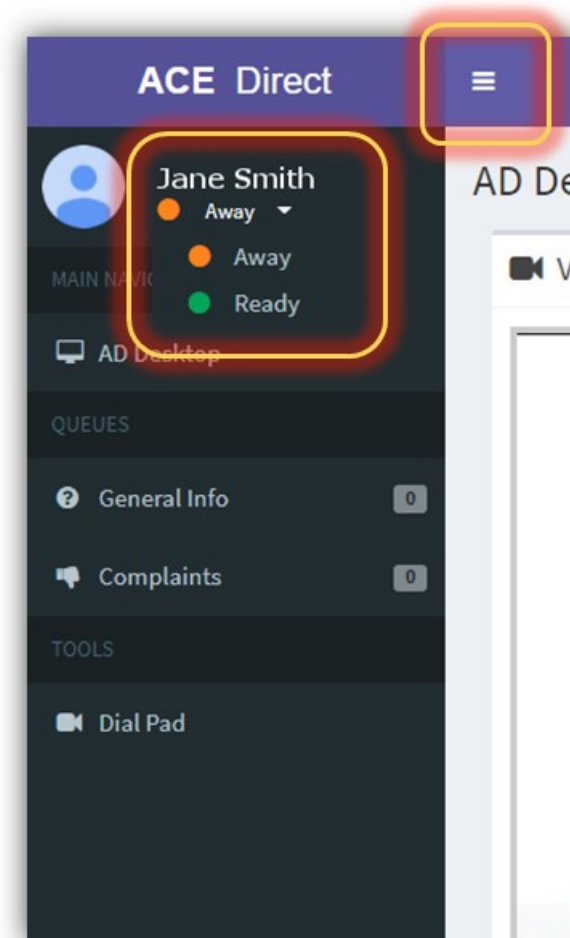 ACE Direct
Jane Smith
AD De
Away
V
Away
MAIN NAVIG
Ready
AD Desktop
QUEUES
General Info 0
Complaints 0
TOOLS
Dial Pad